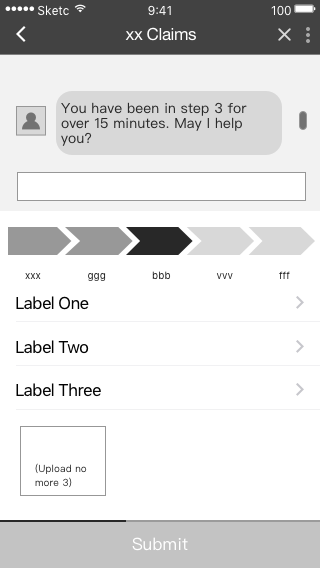 Sketc 9:41 100
xx Claims
You have been in step 3 for
over 15 minutes. May I help
you?
xxx ggg bbb vvv fff
Label One
Label Two
Label Three
(Upload no
more 3)
Submit